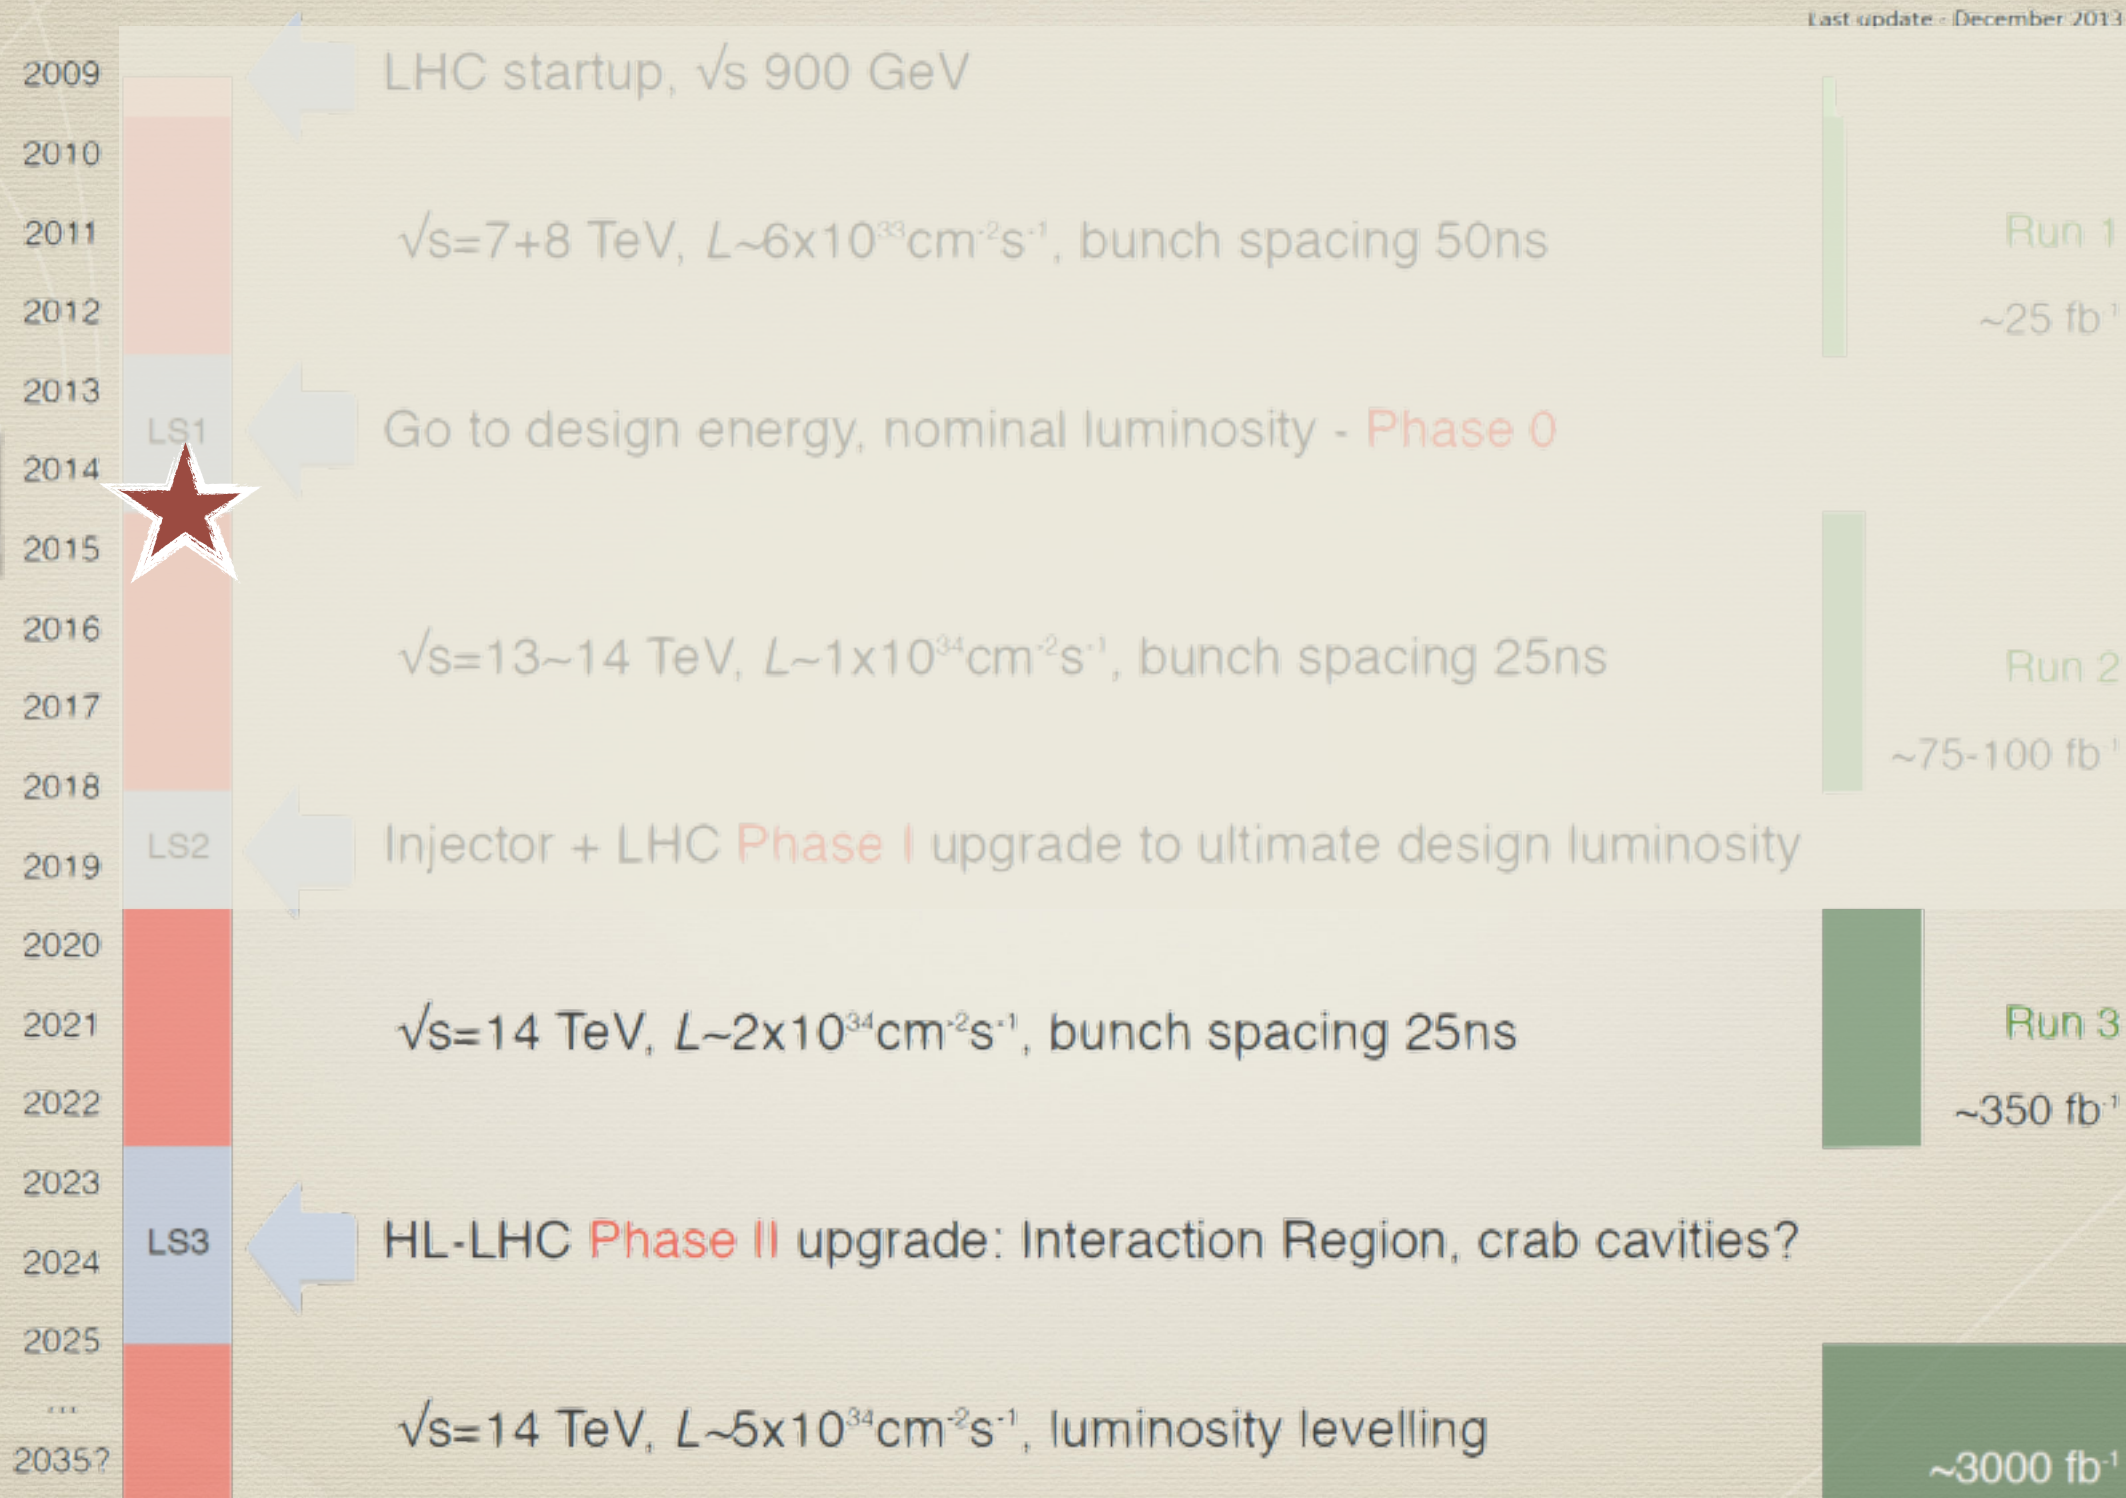 Last update - December 2013
2009
LHC startup, √s 900 GeV
2010
2011
√s=7+8 TeV, L~6x10³³cm⁻²s⁻¹, bunch spacing 50ns
Run 1
2012
~25 fb⁻¹
2013
LS1
Go to design energy, nominal luminosity - Phase 0
2014
2015
2016
√s=13~14 TeV, L~1x10³⁴cm⁻²s⁻¹, bunch spacing 25ns
Run 2
2017
~75-100 fb⁻¹
2018
LS2
Injector + LHC Phase I upgrade to ultimate design luminosity
2019
2020
2021
√s=14 TeV, L~2x10³⁴cm⁻²s⁻¹, bunch spacing 25ns
Run 3
2022
~350 fb⁻¹
2023
LS3
HL-LHC Phase II upgrade: Interaction Region, crab cavities?
2024
2025
...
√s=14 TeV, L~5x10³⁴cm⁻²s⁻¹, luminosity levelling
2035?
~3000 fb⁻¹